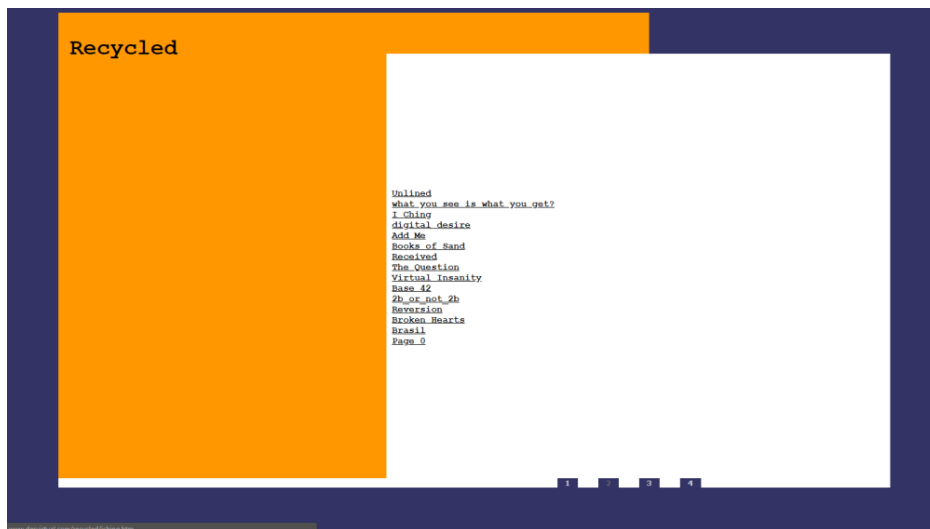 Recycled
Unlined
what you see is what you get?
I Ching
digital desire
Add Me
Books of Sand
Received
The Question
Virtual Insanity
Base 42
2b_or_not_2b
Reversion
Broken Hearts
Brasil
Page 0
1 2 3 4